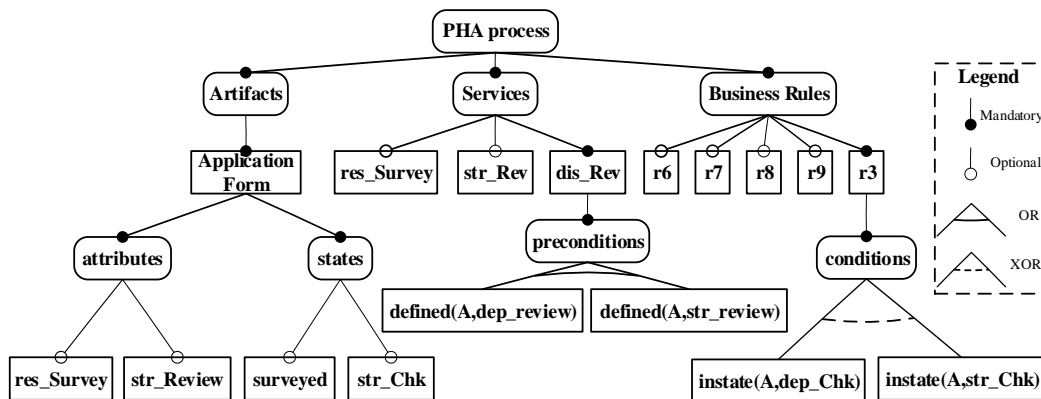 PHA process
Artifacts
Services
Business Rules
Legend
Mandatory
Optional
OR
XOR
Application
Form
res_Survey
str_Rev
dis_Rev
r6
r7
r8
r9
r3
attributes
states
preconditions
conditions
defined(A,dep_review)
defined(A,str_review)
res_Survey
str_Review
surveyed
str_Chk
instate(A,dep_Chk)
instate(A,str_Chk)